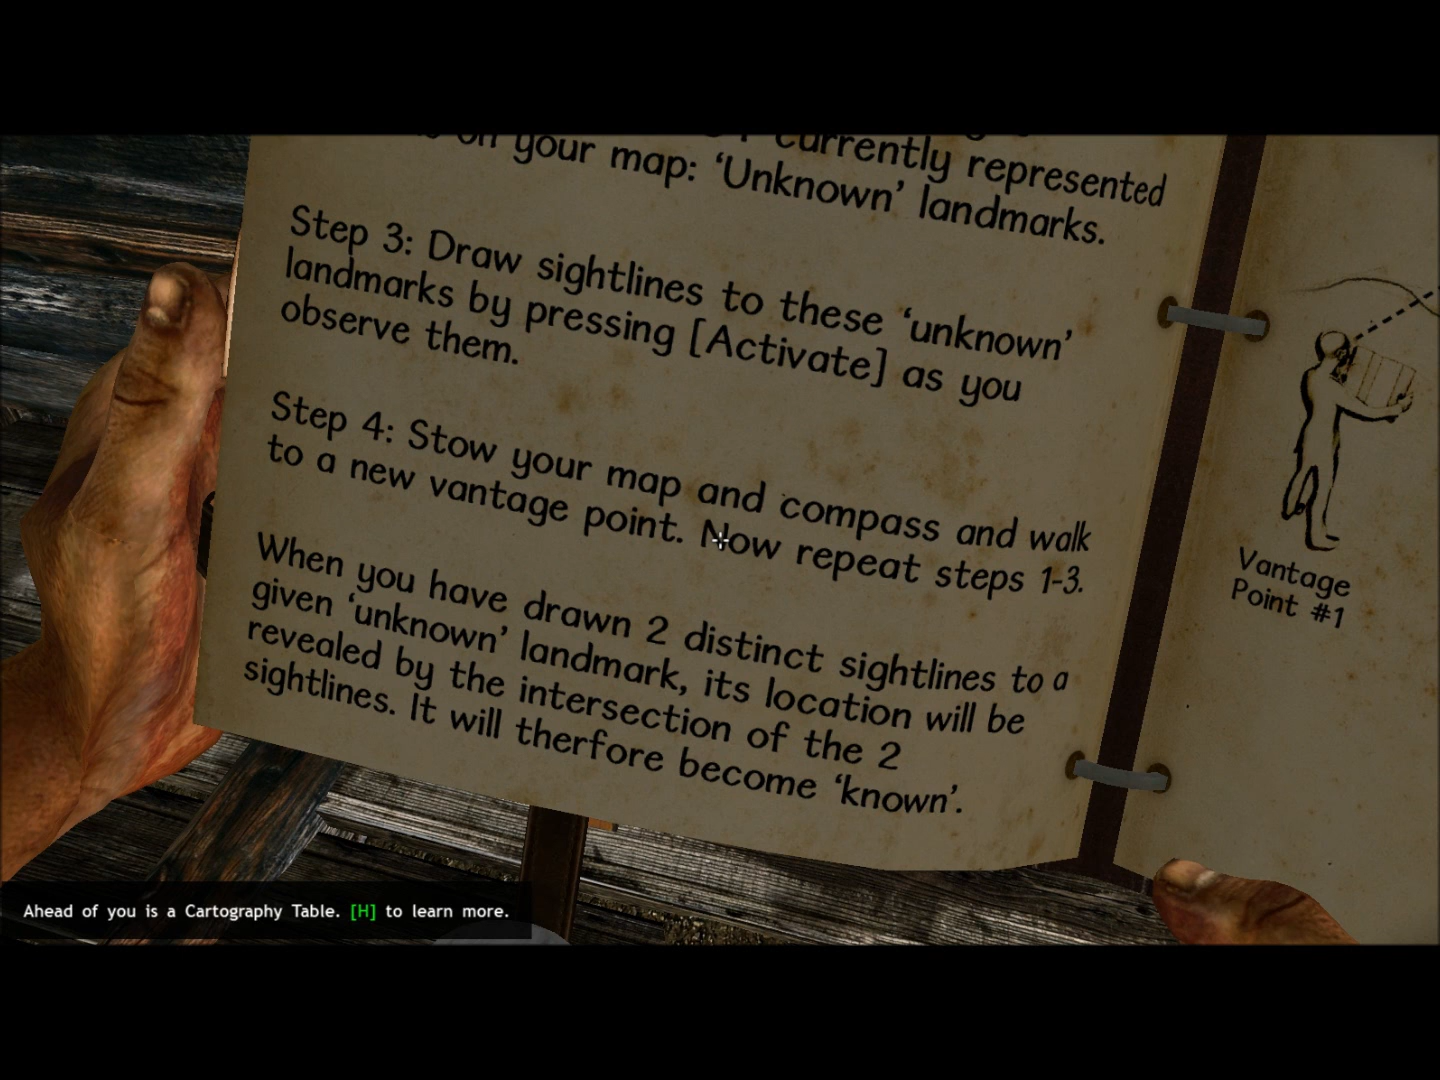 on your map: ‘Unknown’ landmarks.
currently represented
Step 3: Draw sightlines to these ‘unknown’
landmarks by pressing [Activate] as you
observe them.
Step 4: Stow your map and compass and walk
to a new vantage point. Now repeat steps 1-3.
When you have drawn 2 distinct sightlines to a
given ‘unknown’ landmark, its location will be
revealed by the intersection of the 2
sightlines. It will therfore become ‘known’.
Vantage
Point #1
Ahead of you is a Cartography Table. [H] to learn more.